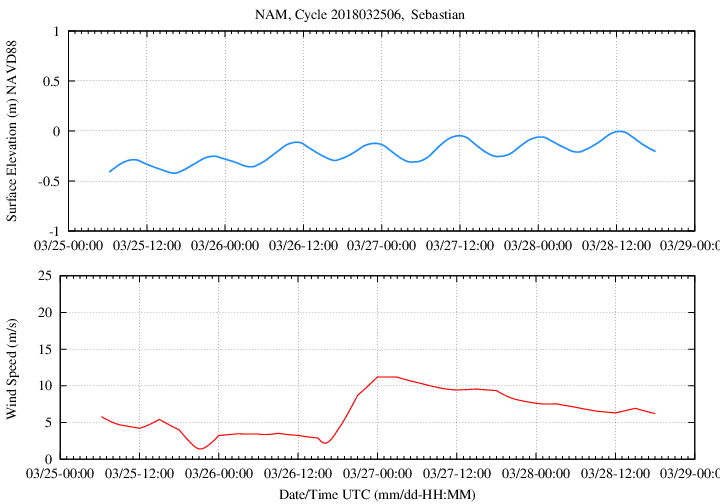 NAM, Cycle 2018032506,  Sebastian
Surface Elevation (m) NAVD88
1
0.5
0
-0.5
-1
03/25-00:00 03/25-12:00 03/26-00:00 03/26-12:00 03/27-00:00 03/27-12:00 03/28-00:00 03/28-12:00 03/29-0
Wind Speed (m/s)
25
20
15
10
5
0
03/25-00:00 03/25-12:00 03/26-00:00 03/26-12:00 03/27-00:00 03/27-12:00 03/28-00:00 03/28-12:00 03/29-0
Date/Time UTC (mm/dd-HH:MM)